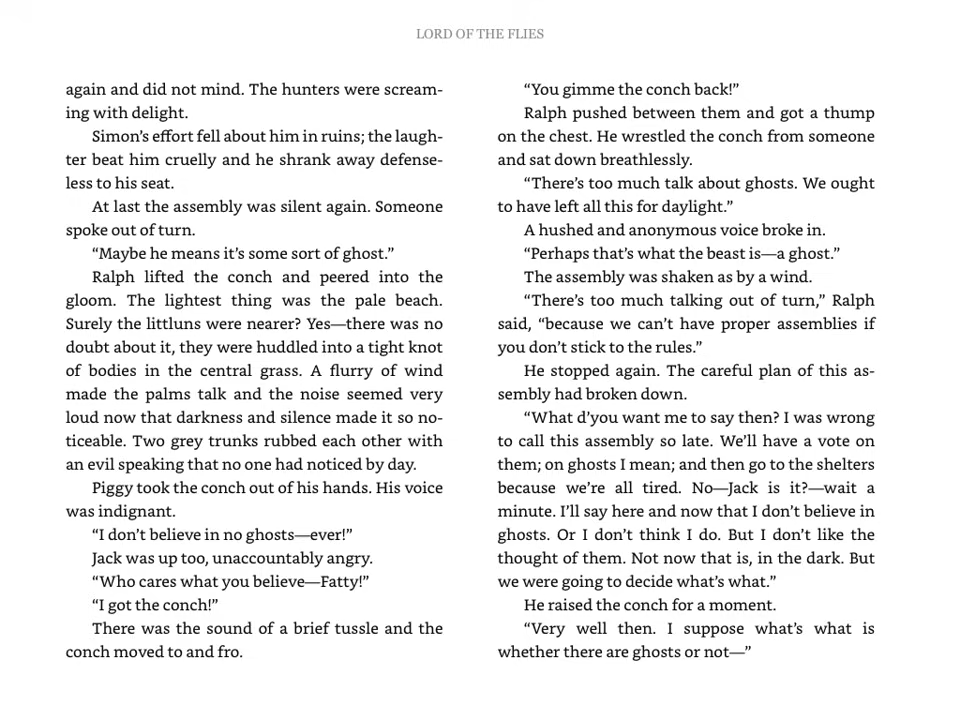 LORD OF THE FLIES
again and did not mind. The hunters were scream-
ing with delight.
Simon’s effort fell about him in ruins; the laugh-
ter beat him cruelly and he shrank away defense-
less to his seat.
At last the assembly was silent again. Someone
spoke out of turn.
“Maybe he means it’s some sort of ghost.”
Ralph lifted the conch and peered into the
gloom. The lightest thing was the pale beach.
Surely the littluns were nearer? Yes—there was no
doubt about it, they were huddled into a tight knot
of bodies in the central grass. A flurry of wind
made the palms talk and the noise seemed very
loud now that darkness and silence made it so no-
ticeable. Two grey trunks rubbed each other with
an evil speaking that no one had noticed by day.
Piggy took the conch out of his hands. His voice
was indignant.
“I don’t believe in no ghosts—ever!”
Jack was up too, unaccountably angry.
“Who cares what you believe—Fatty!”
“I got the conch!”
There was the sound of a brief tussle and the
conch moved to and fro.
“You gimme the conch back!”
Ralph pushed between them and got a thump
on the chest. He wrestled the conch from someone
and sat down breathlessly.
“There’s too much talk about ghosts. We ought
to have left all this for daylight.”
A hushed and anonymous voice broke in.
“Perhaps that’s what the beast is—a ghost.”
The assembly was shaken as by a wind.
“There’s too much talking out of turn,” Ralph
said, “because we can’t have proper assemblies if
you don’t stick to the rules.”
He stopped again. The careful plan of this as-
sembly had broken down.
“What d’you want me to say then? I was wrong
to call this assembly so late. We’ll have a vote on
them; on ghosts I mean; and then go to the shelters
because we’re all tired. No—Jack is it?—wait a
minute. I’ll say here and now that I don’t believe in
ghosts. Or I don’t think I do. But I don’t like the
thought of them. Not now that is, in the dark. But
we were going to decide what’s what.”
He raised the conch for a moment.
“Very well then. I suppose what’s what is
whether there are ghosts or not—”